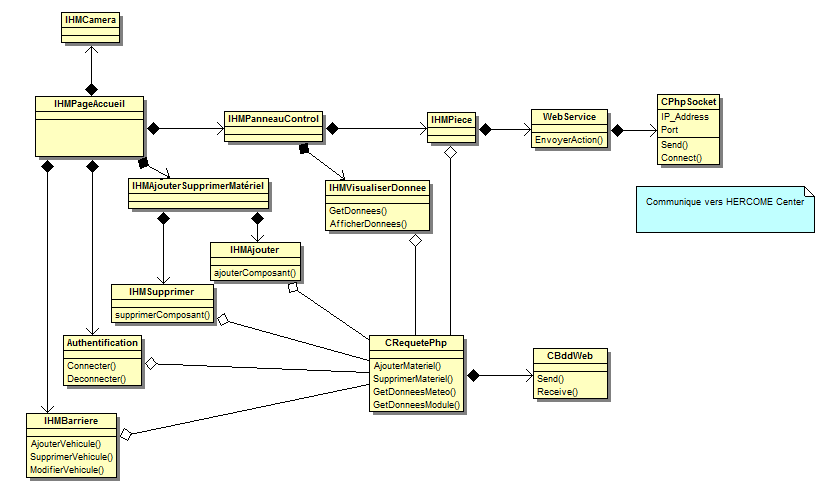 IHMCamera
IHMPageAccueil
IHMPanneauControl
IHMPiece
WebService
EnvoyerAction()
CPhpSocket
IP_Address
Port
Send()
Connect()
IHMAjouterSupprimerMatériel
IHMVisualiserDonnee
GetDonnees()
AfficherDonnees()
Communique vers HERCOME Center
IHMAjouter
ajouterComposant()
IHMSupprimer
supprimerComposant()
Authentification
Connecter()
Deconnecter()
CRequetePhp
AjouterMateriel()
SupprimerMateriel()
GetDonneesMeteo()
GetDonneesModule()
CBddWeb
Send()
Receive()
IHMBarriere
AjouterVehicule()
SupprimerVehicule()
ModifierVehicule()